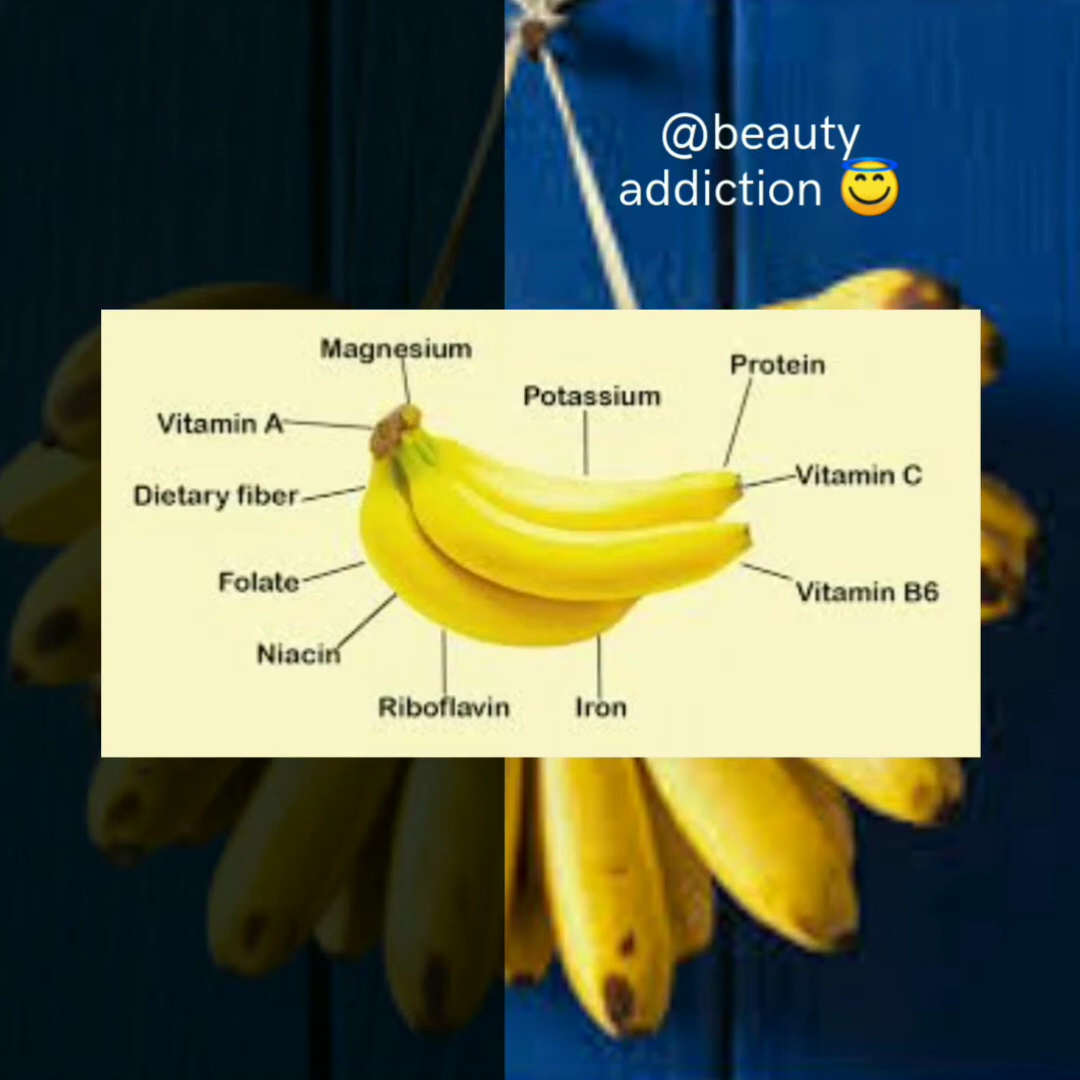 @beauty
addiction 😇
Magnesium
Protein
Potassium
Vitamin A
Vitamin C
Dietary fiber
Folate
Vitamin B6
Niacin
Riboflavin
Iron